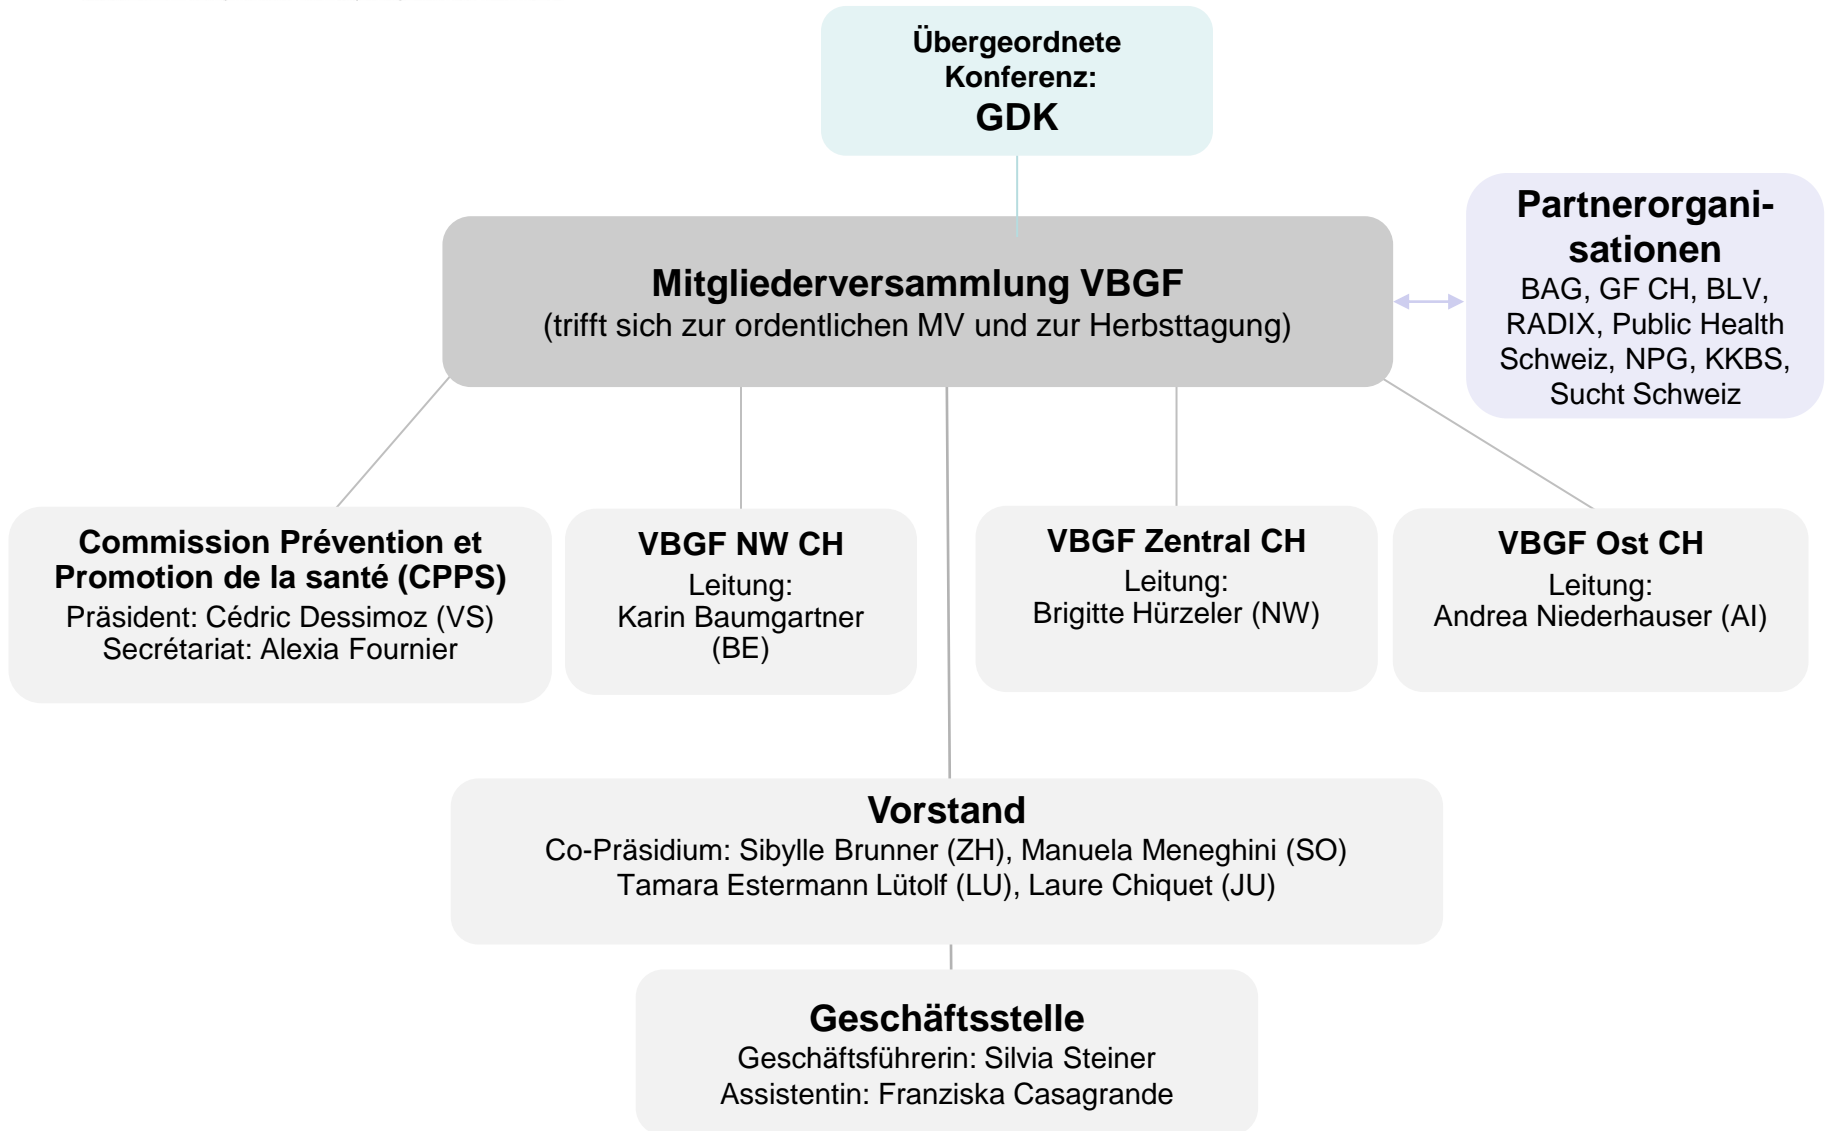 Übergeordnete
Konferenz:
GDK
Partnerorgani-
sationen
BAG, GF CH, BLV,
RADIX, Public Health
Schweiz, NPG, KKBS,
Sucht Schweiz
Mitgliederversammlung VBGF
(trifft sich zur ordentlichen MV und zur Herbsttagung)
Commission Prévention et
Promotion de la santé (CPPS)
Präsident: Cédric Dessimoz (VS)
Secrétariat: Alexia Fournier
VBGF NW CH
Leitung:
Karin Baumgartner
(BE)
VBGF Zentral CH
Leitung:
Brigitte Hürzeler (NW)
VBGF Ost CH
Leitung:
Andrea Niederhauser (AI)
Vorstand
Co-Präsidium: Sibylle Brunner (ZH), Manuela Meneghini (SO)
Tamara Estermann Lütolf (LU), Laure Chiquet (JU)
Geschäftsstelle
Geschäftsführerin: Silvia Steiner
Assistentin: Franziska Casagrande